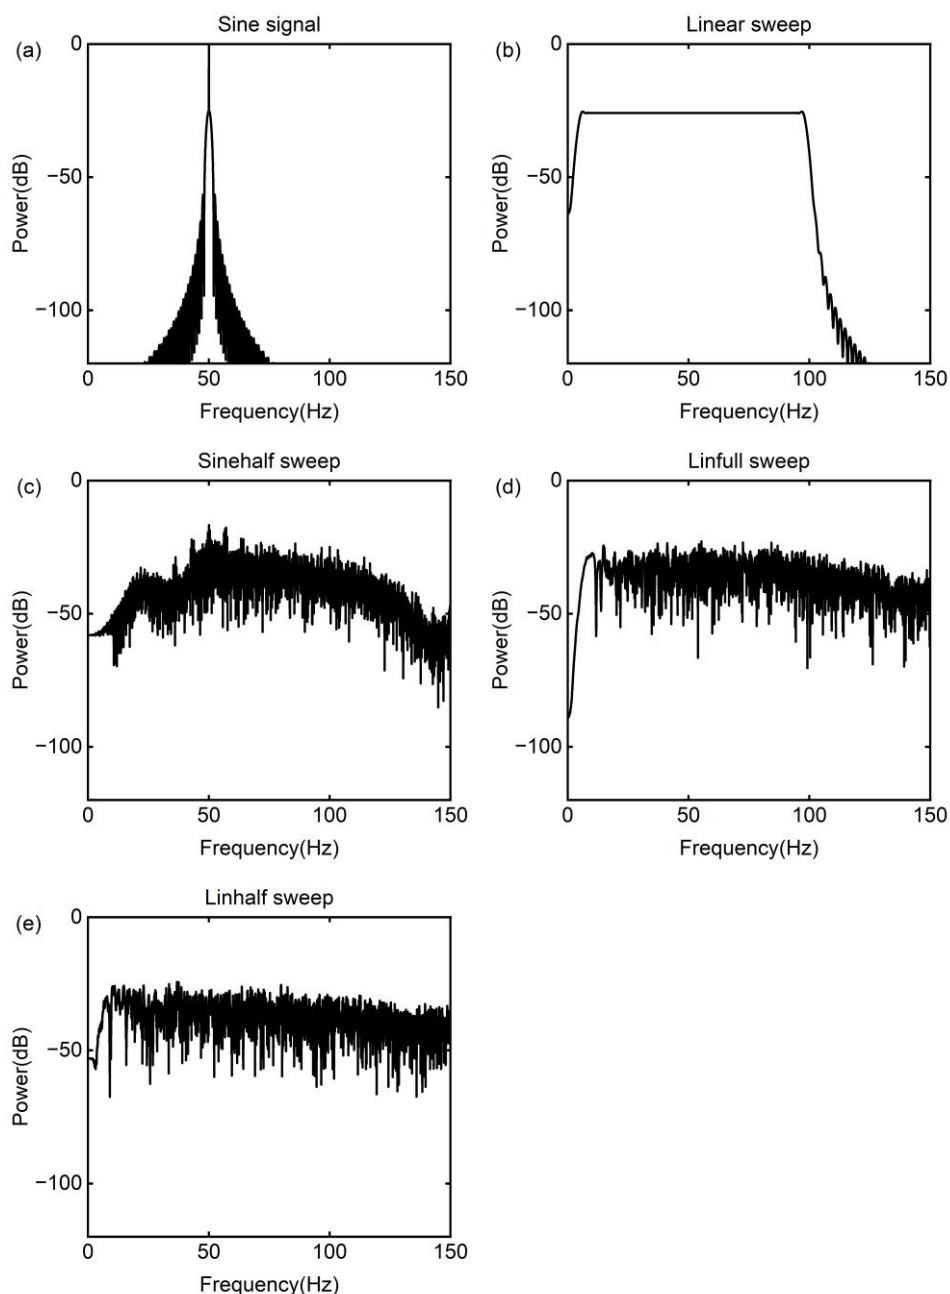 Sine signal
(a)
0
−50
−100
Power(dB)
0 50 100 150
Frequency(Hz)
Linear sweep
(b)
0
−50
−100
Power(dB)
0 50 100 150
Frequency(Hz)
Sinehalf sweep
(c)
0
−50
−100
Power(dB)
0 50 100 150
Frequency(Hz)
Linfull sweep
(d)
0
−50
−100
Power(dB)
0 50 100 150
Frequency(Hz)
Linhalf sweep
(e)
0
−50
−100
Power(dB)
0 50 100 150
Frequency(Hz)